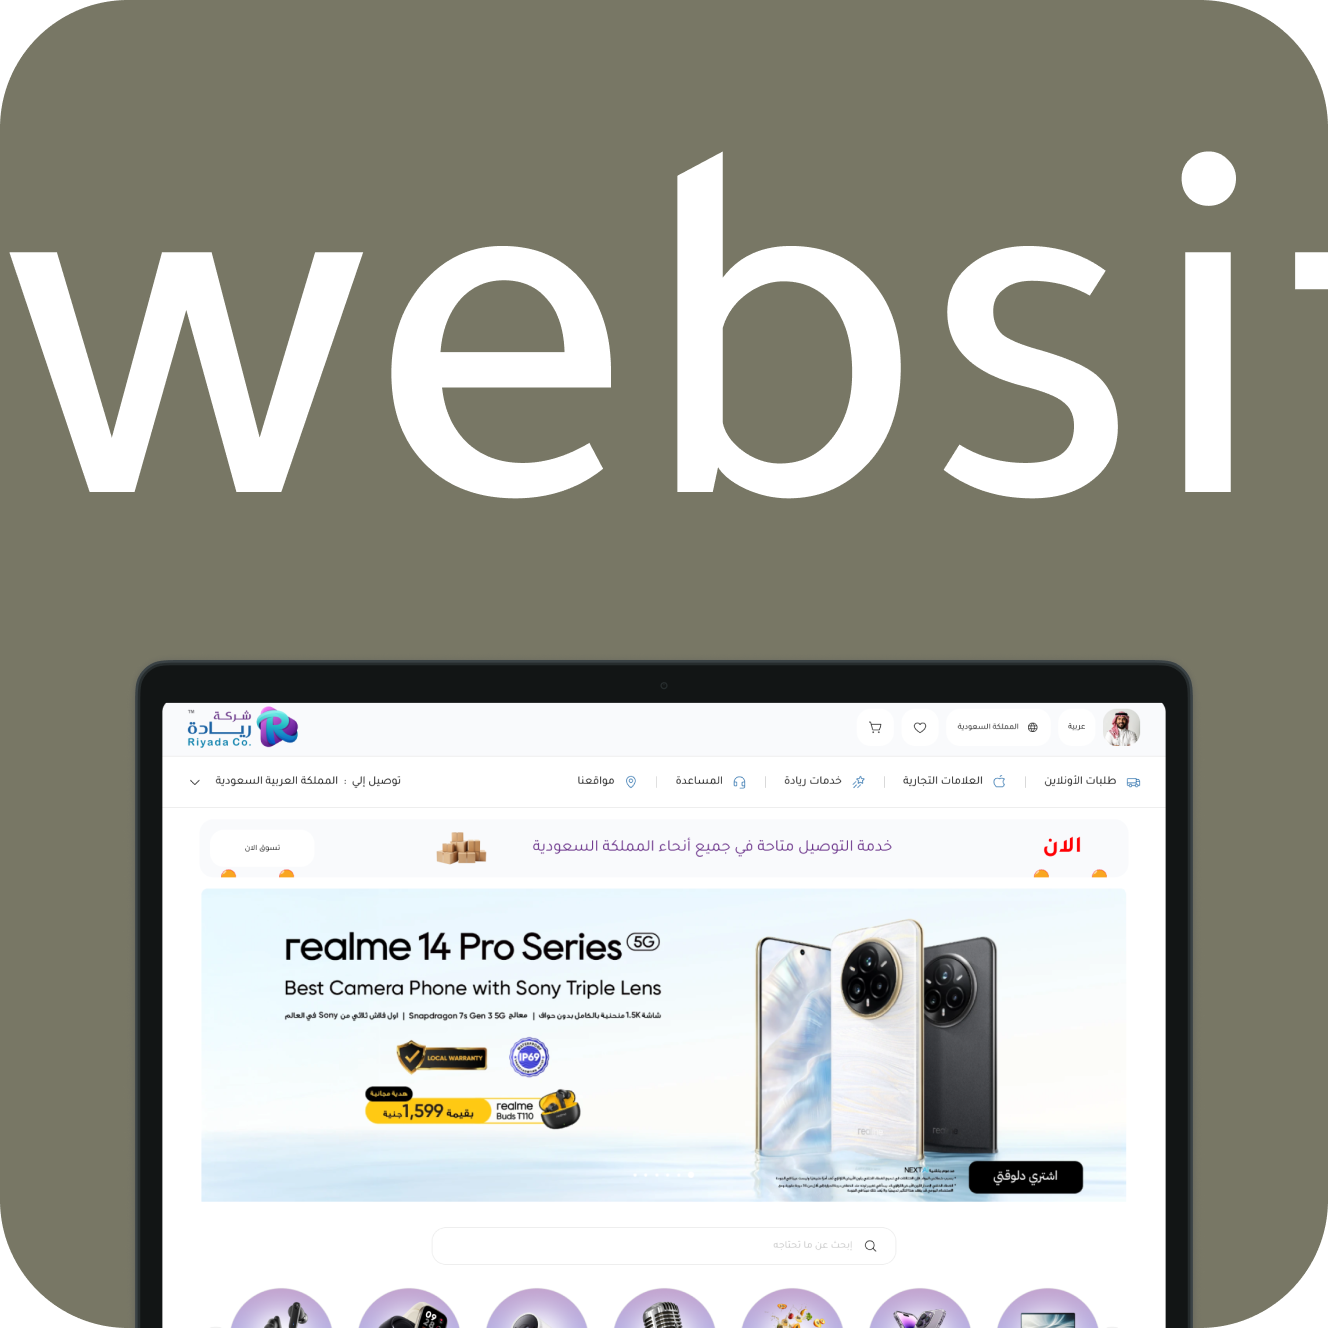 websit
شركة
ريادة
Riyada Co.
TM
المملكة السعودية
عربية
طلبات الأونلاين
العلامات التجارية
خدمات ريادة
المساعدة
مواقعنا
توصيل إلي : المملكة العربية السعودية
الان
خدمة التوصيل متاحة في جميع أنحاء المملكة السعودية
تسوق الان
realme 14 Pro Series 5G
Best Camera Phone with Sony Triple Lens
شاشة 1.5K منحنية بالكامل بدون حواف | معالج Snapdragon 7s Gen 3 5G | اول فلاش ثلاثي من Sony في العالم
LOCAL WARRANTY
IP69
هدية مجانية
بقيمة 1,599 جنية
realme
Buds T110
NEXT
اشتري دلوقتي
إبحث عن ما تحتاجه
09